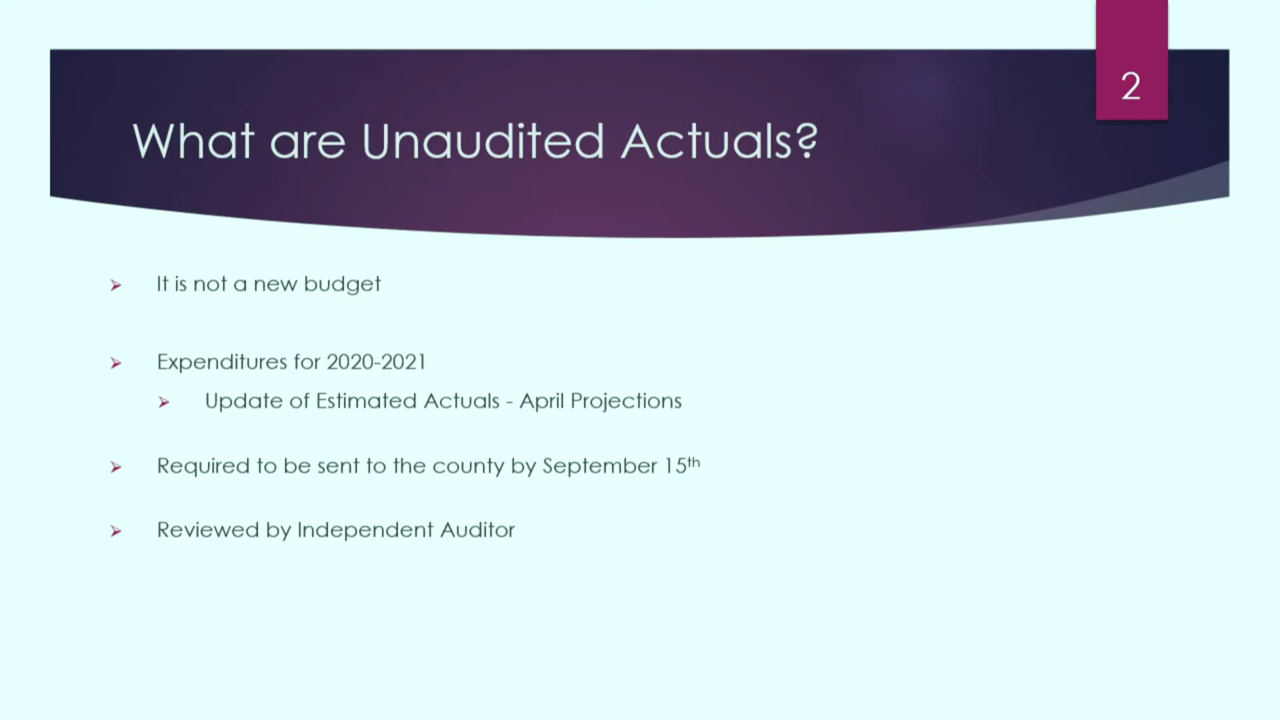 2
What are Unaudited Actuals?
It is not a new budget
Expenditures for 2020-2021
Update of Estimated Actuals - April Projections
Required to be sent to the county by September 15th
Reviewed by Independent Auditor